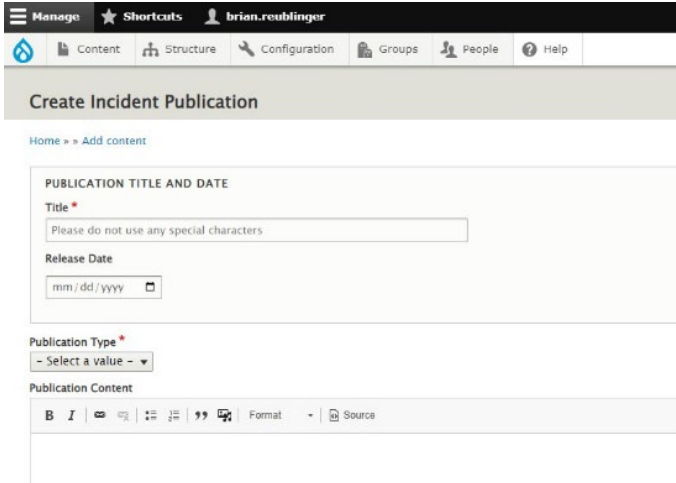 Manage Shortcuts brian.reublinger
Content Structure Configuration Groups People Help
Create Incident Publication
Home » » Add content
PUBLICATION TITLE AND DATE
Title *
Please do not use any special characters
Release Date
mm/dd/yyyy
Publication Type *
- Select a value -
Publication Content
B I Format Source